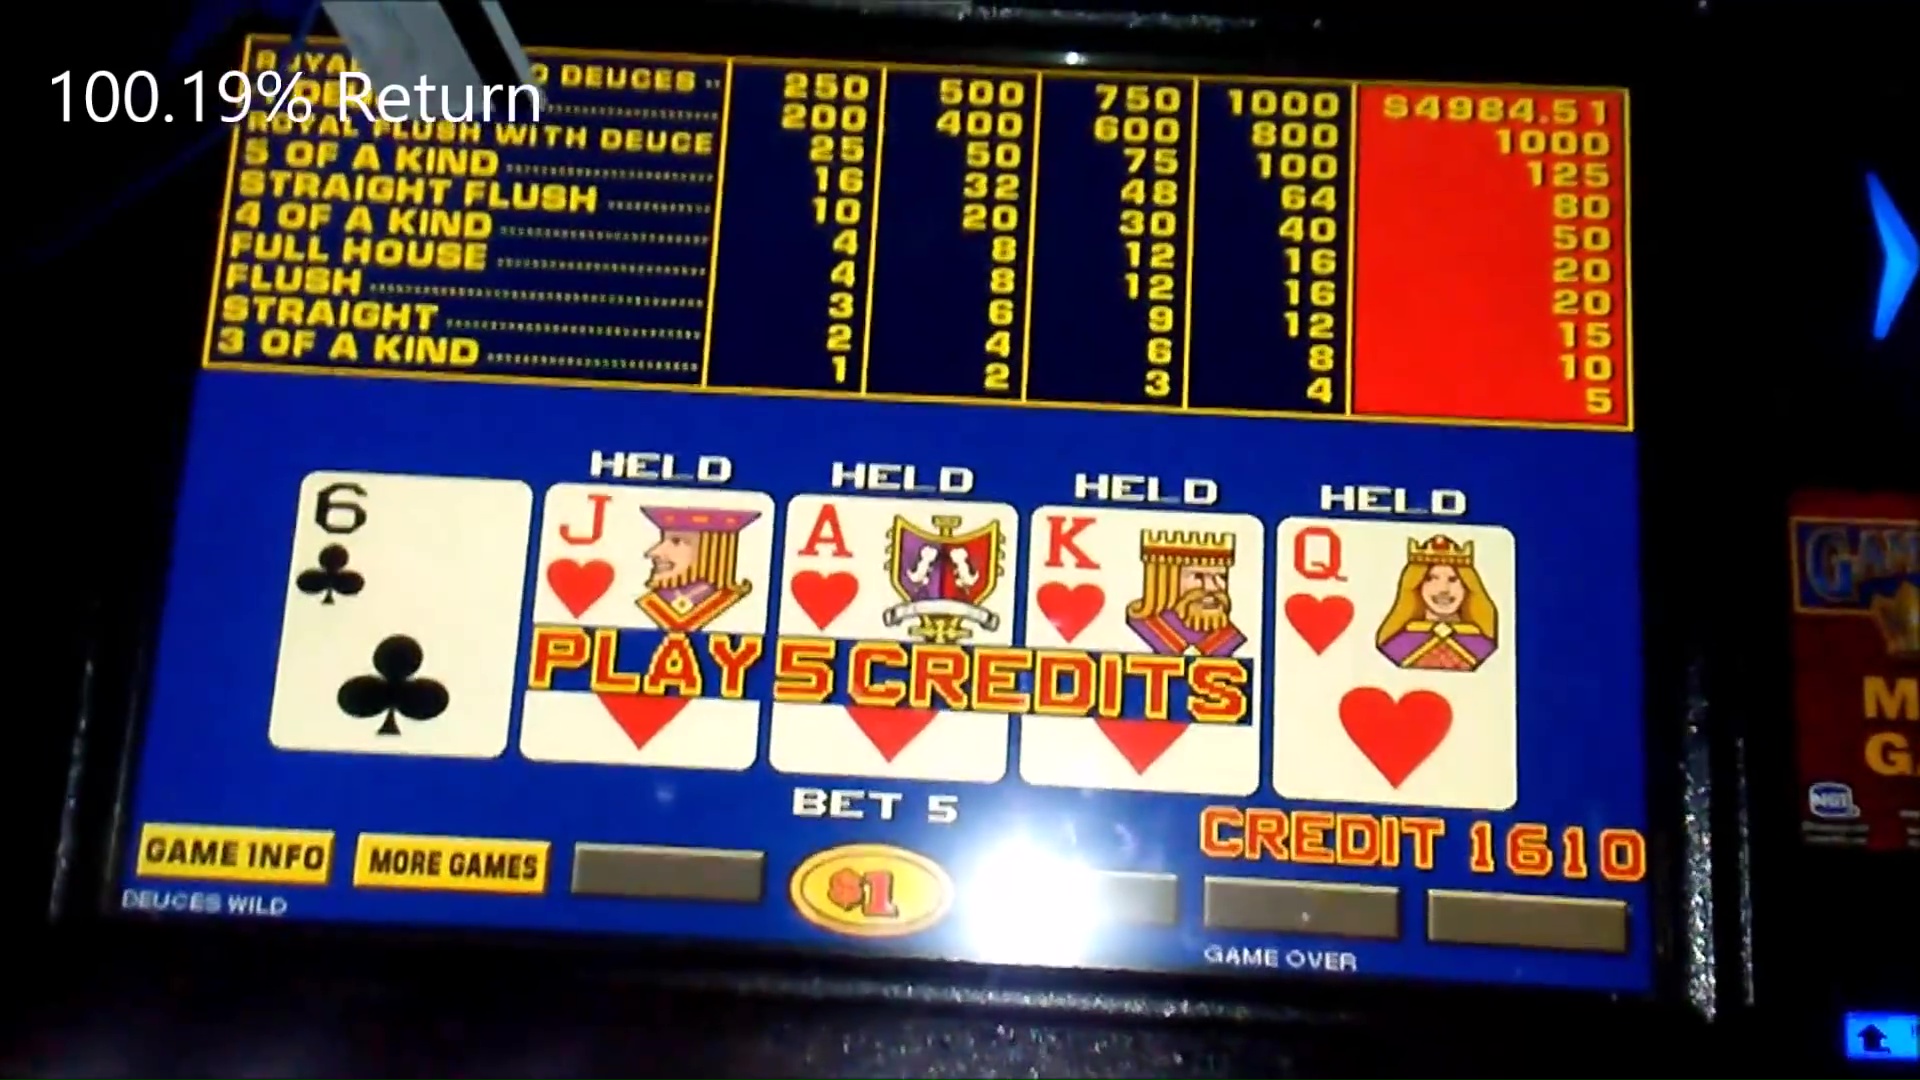 100.19% Return
DEUCES 250 500 750 1000 $4984.51
200 400 600 800 1000
ROYAL FLUSH WITH DEUCE 25 50 75 100 125
5 OF A KIND 16 32 48 64 80
STRAIGHT FLUSH 10 20 30 40 50
4 OF A KIND 4 8 12 16 20
FULL HOUSE 4 8 12 16 20
FLUSH 3 6 9 12 15
STRAIGHT 2 4 6 8 10
3 OF A KIND 1 2 3 4 5
HELD HELD HELD HELD
6 J A K Q
PLAY 5 CREDITS
BET 5
CREDIT 1610
GAME INFO MORE GAMES $1
DEUCES WILD
GAME OVER